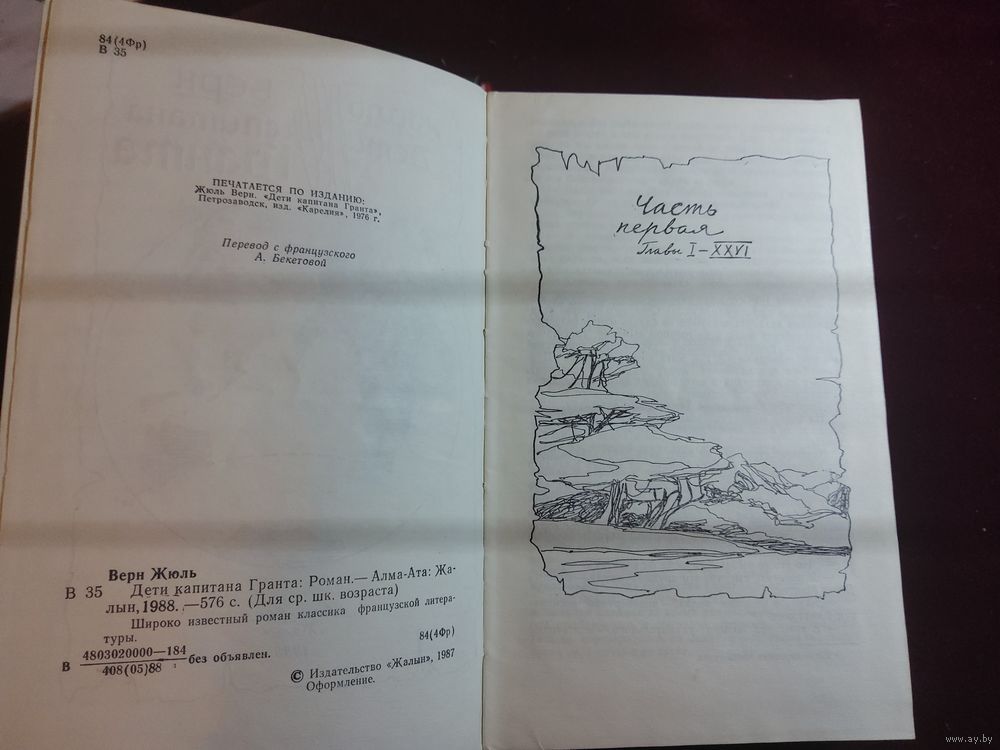 84(4Фр)
В 35
ПЕЧАТАЕТСЯ ПО ИЗДАНИЮ:
Жюль Верн. «Дети капитана Гранта»,
Петрозаводск, изд. «Карелия», 1976 г.
Перевод с французского
А. Бекетовой
Верн Жюль
В 35 Дети капитана Гранта: Роман.— Алма-Ата: Жа-
лын, 1988. —576 с. (Для ср. шк. возраста)
Широко известный роман классика французской литера-
туры.
84(4Фр)
В 4803020000—184
408(05)88 без объявлен.
© Издательство «Жалын», 1987
Оформление.
Часть
первая
Главы I–XXVI
www.ay.by